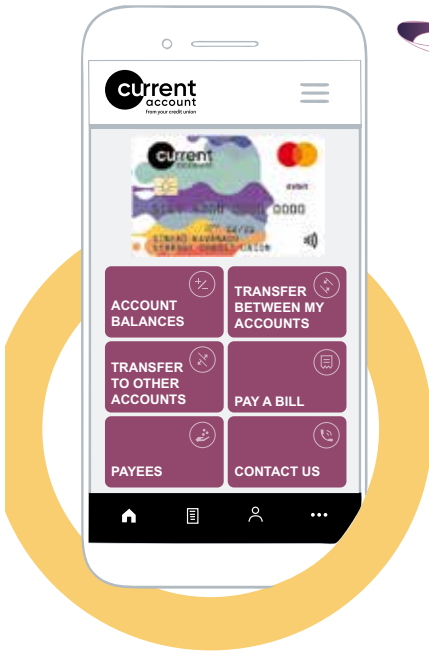 current
account
from your credit union
current
debit
ACCOUNT
BALANCES
TRANSFER
BETWEEN MY
ACCOUNTS
TRANSFER
TO OTHER
ACCOUNTS
PAY A BILL
PAYEES
CONTACT US